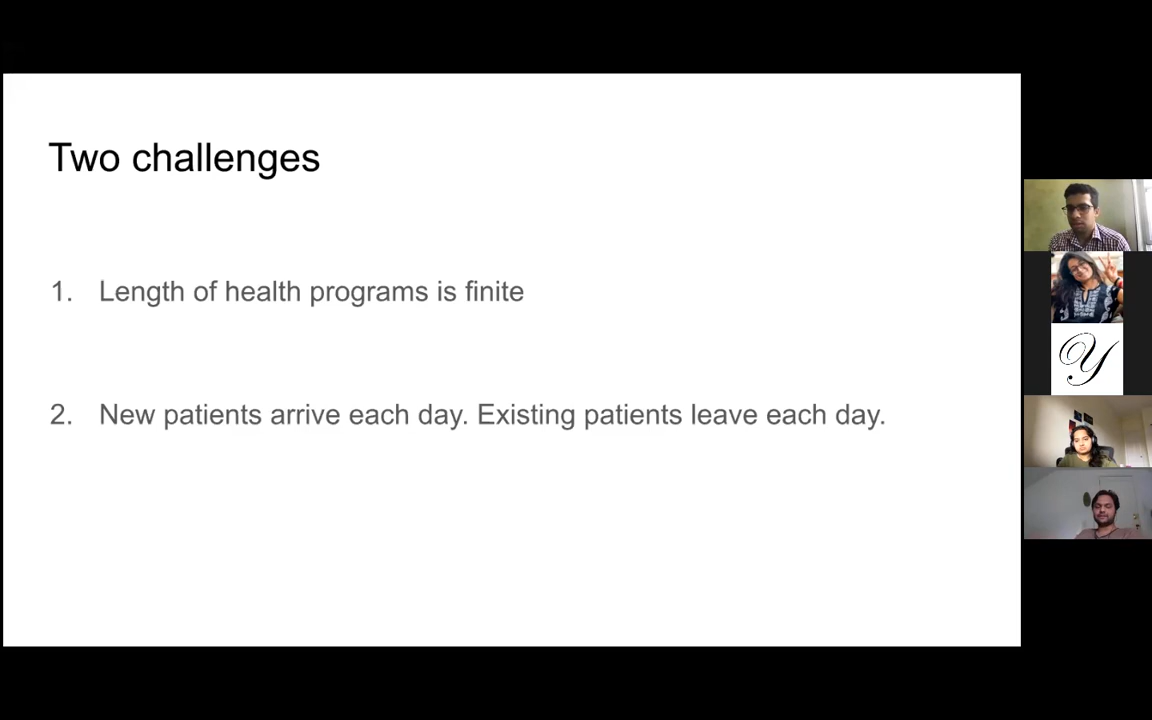 Two challenges
1. Length of health programs is finite
2. New patients arrive each day. Existing patients leave each day.
Y